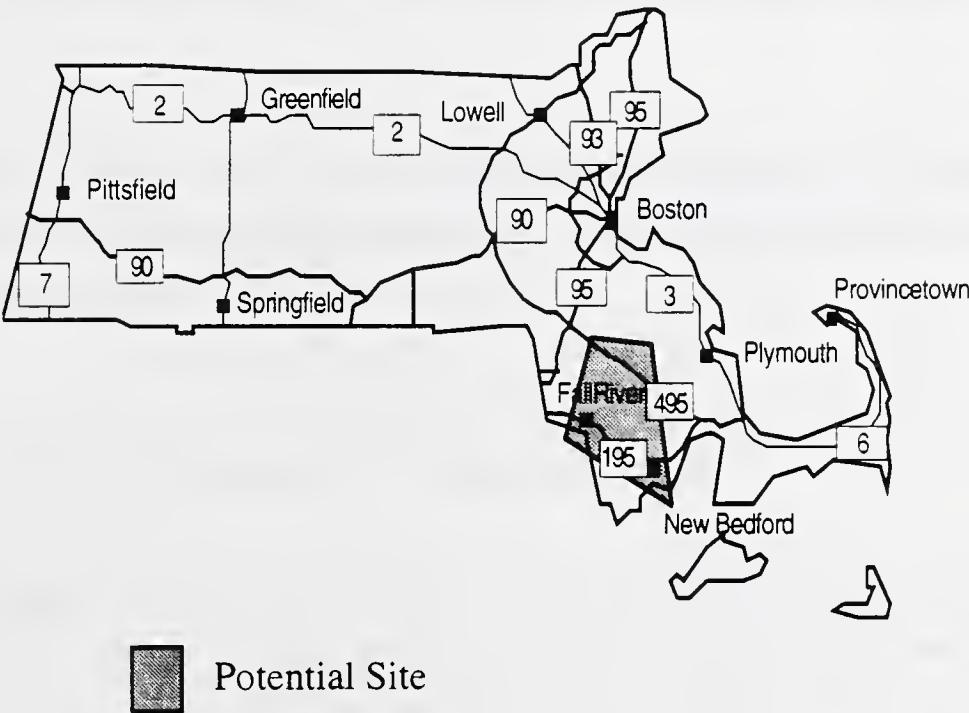 2
Greenfield
2
Lowell
93
95
Pittsfield
90
Boston
7
90
Springfield
95
3
Provincetown
Plymouth
Fall River
495
195
6
New Bedford
Potential Site